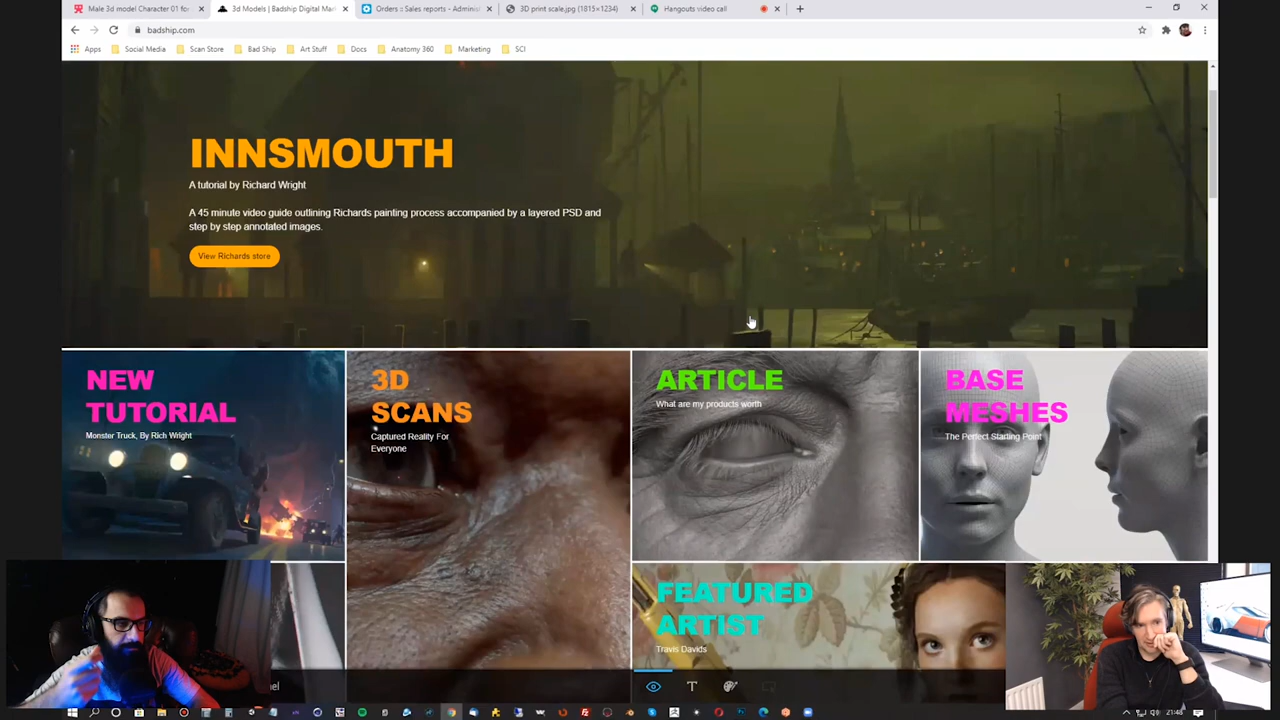 Male 3d model Character 01 fo
3d Models | Badship Digital Ma
Orders :: Sales reports - Adminis
3D print scale.jpg (1815×1234)
Hangouts video call
badship.com
Apps
Social Media
Scan Store
Bad Ship
Art Stuff
Docs
Anatomy 360
Marketing
SCI
INNSMOUTH
A tutorial by Richard Wright
A 45 minute video guide outlining Richards painting process accompanied by a layered PSD and
step by step annotated images.
View Richards store
NEW
TUTORIAL
Monster Truck, By Rich Wright
3D
SCANS
Captured Reality For
Everyone
ARTICLE
What are my products worth
BASE
MESHES
The Perfect Starting Point
FEATURED
ARTIST
Travis Davids
21:48